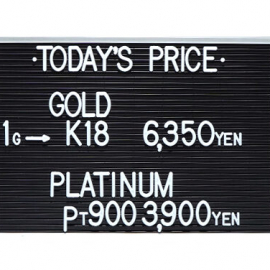 ·TODAY'S PRICE·
GOLD
1G→ K18 6,350YEN
PLATINUM
PT900 3,900YEN